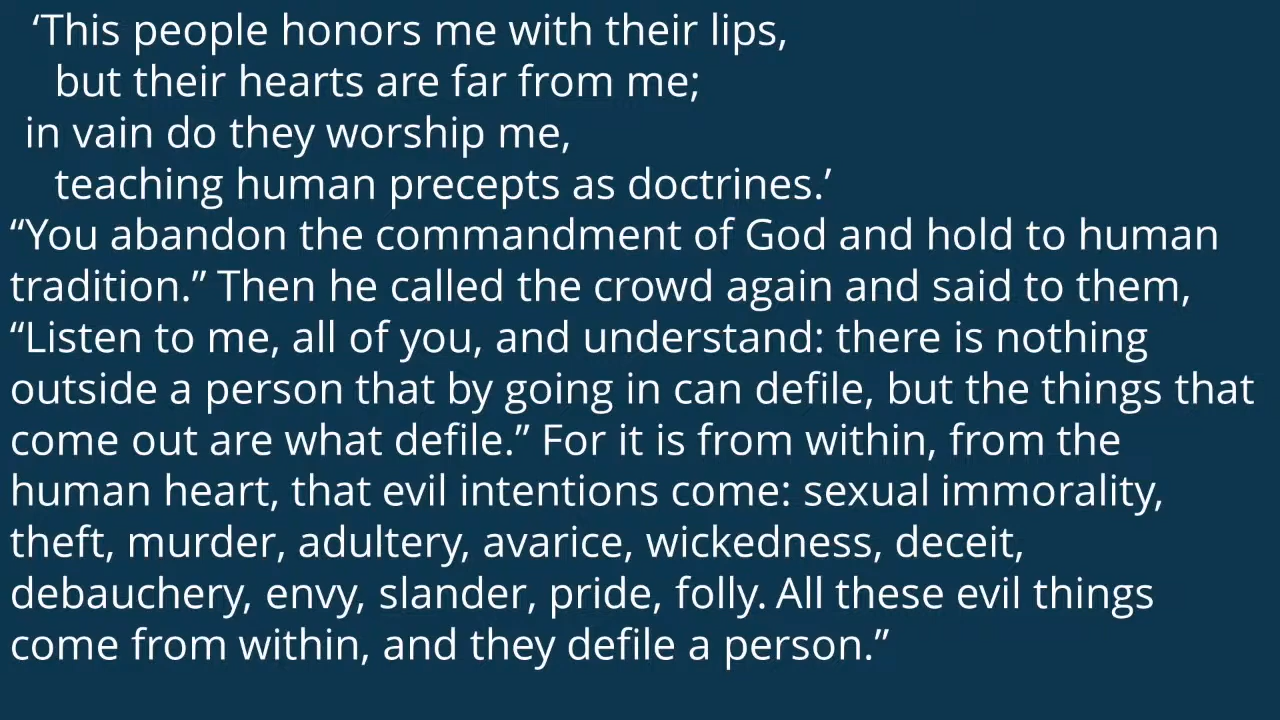 ‘This people honors me with their lips,
but their hearts are far from me;
in vain do they worship me,
teaching human precepts as doctrines.’
“You abandon the commandment of God and hold to human
tradition.” Then he called the crowd again and said to them,
“Listen to me, all of you, and understand: there is nothing
outside a person that by going in can defile, but the things that
come out are what defile.” For it is from within, from the
human heart, that evil intentions come: sexual immorality,
theft, murder, adultery, avarice, wickedness, deceit,
debauchery, envy, slander, pride, folly. All these evil things
come from within, and they defile a person.”